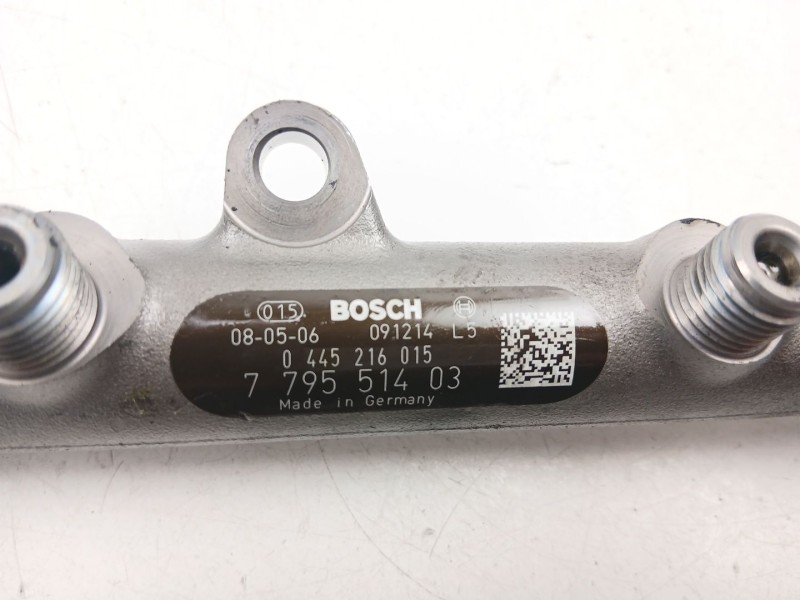 015 BOSCH
08-05-06 091214 L5
0 445 216 015
7 795 514 03
Made in Germany